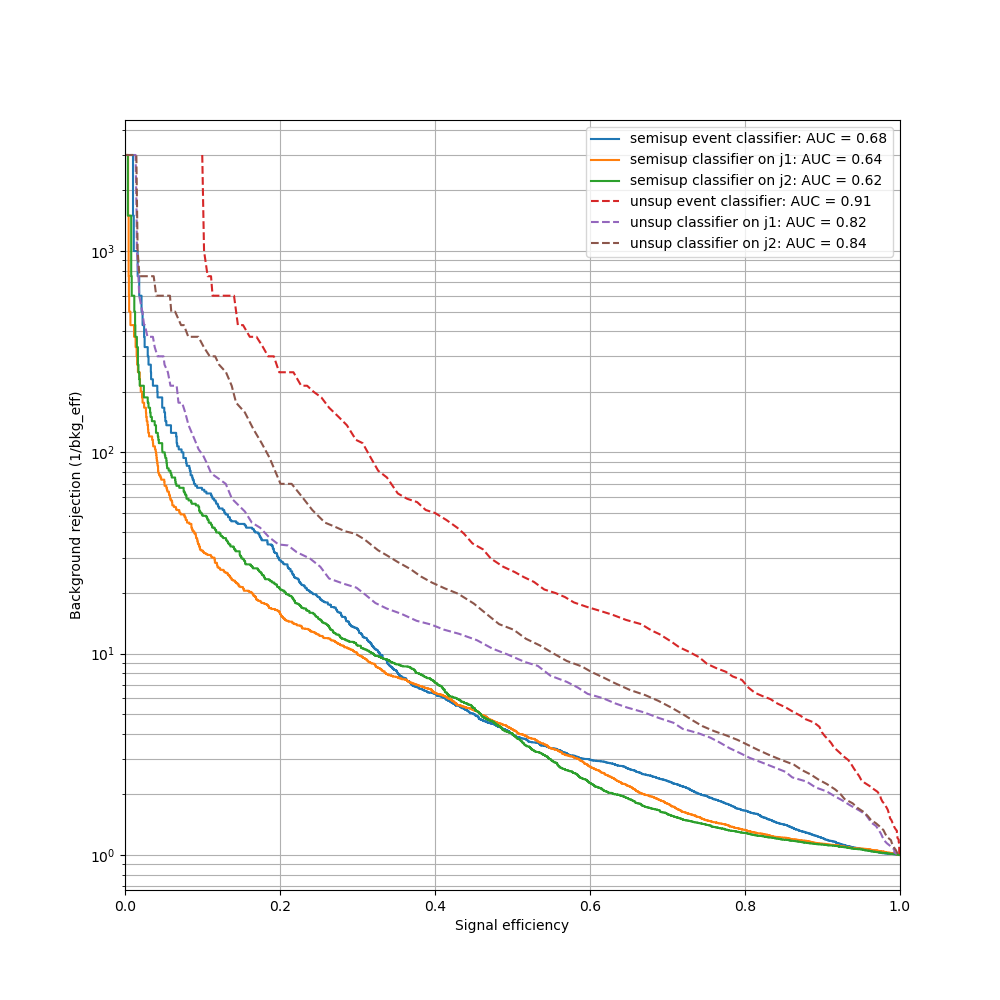 semisup event classifier: AUC = 0.68
semisup classifier on j1: AUC = 0.64
semisup classifier on j2: AUC = 0.62
unsup event classifier: AUC = 0.91
unsup classifier on j1: AUC = 0.82
unsup classifier on j2: AUC = 0.84
Background rejection (1/bkg_eff)
10³
10²
10¹
10⁰
0.0 0.2 0.4 0.6 0.8 1.0
Signal efficiency